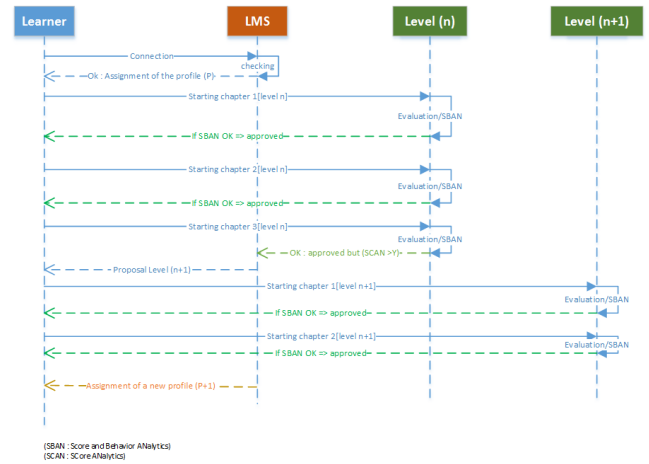 Learner
LMS
Level (n)
Level (n+1)
Connection
checking
Ok : Assignment of the profile (P)
Starting chapter 1[level n]
Evaluation/SBAN
If SBAN OK => approved
Starting chapter 2[level n]
Evaluation/SBAN
If SBAN OK => approved
Starting chapter 3[level n]
Evaluation/SBAN
OK : approved but (SCAN >Y)
Proposal Level (n+1)
Starting chapter 1[level n+1]
Evaluation/SBAN
If SBAN OK => approved
Starting chapter 2[level n+1]
Evaluation/SBAN
If SBAN OK => approved
Assignment of a new profile (P+1)
(SBAN : Score and Behavior ANalytics)
(SCAN : SCore ANalytics)